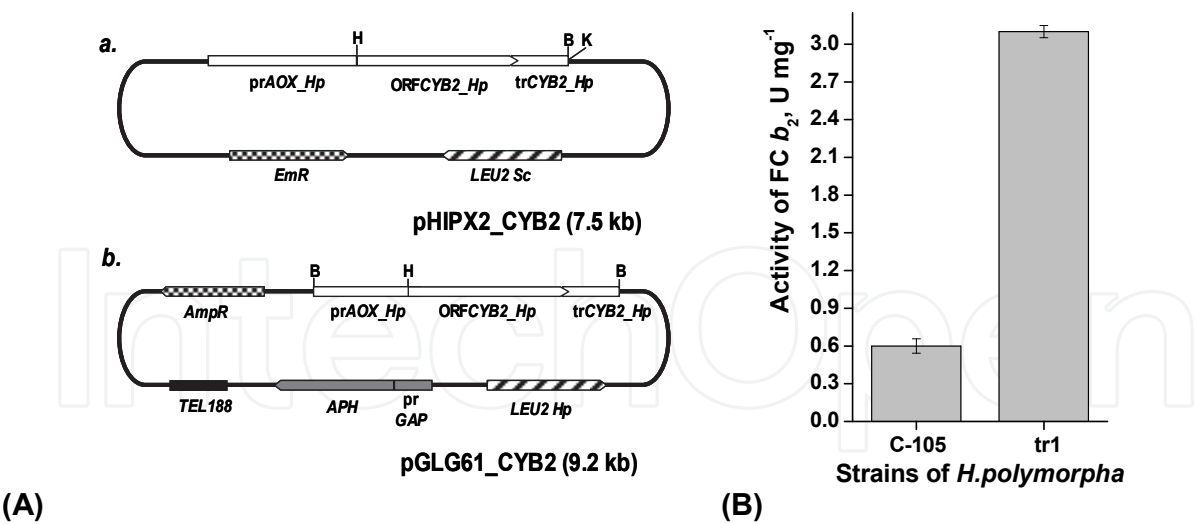 a.
H
B K
prAOX_Hp
ORFCYB2_Hp
trCYB2_Hp
EmR
LEU2 Sc
pHIPX2_CYB2 (7.5 kb)
b.
B
H
B
AmpR
prAOX_Hp
ORFCYB2_Hp
trCYB2_Hp
TEL188
APH
pr
GAP
LEU2 Hp
pGLG61_CYB2 (9.2 kb)
(A)
Activity of FC b₂, U mg⁻¹
3.0
2.7
2.4
2.1
1.8
1.5
1.2
0.9
0.6
0.3
0.0
C-105 tr1
Strains of H.polymorpha
(B)
IntechOpen